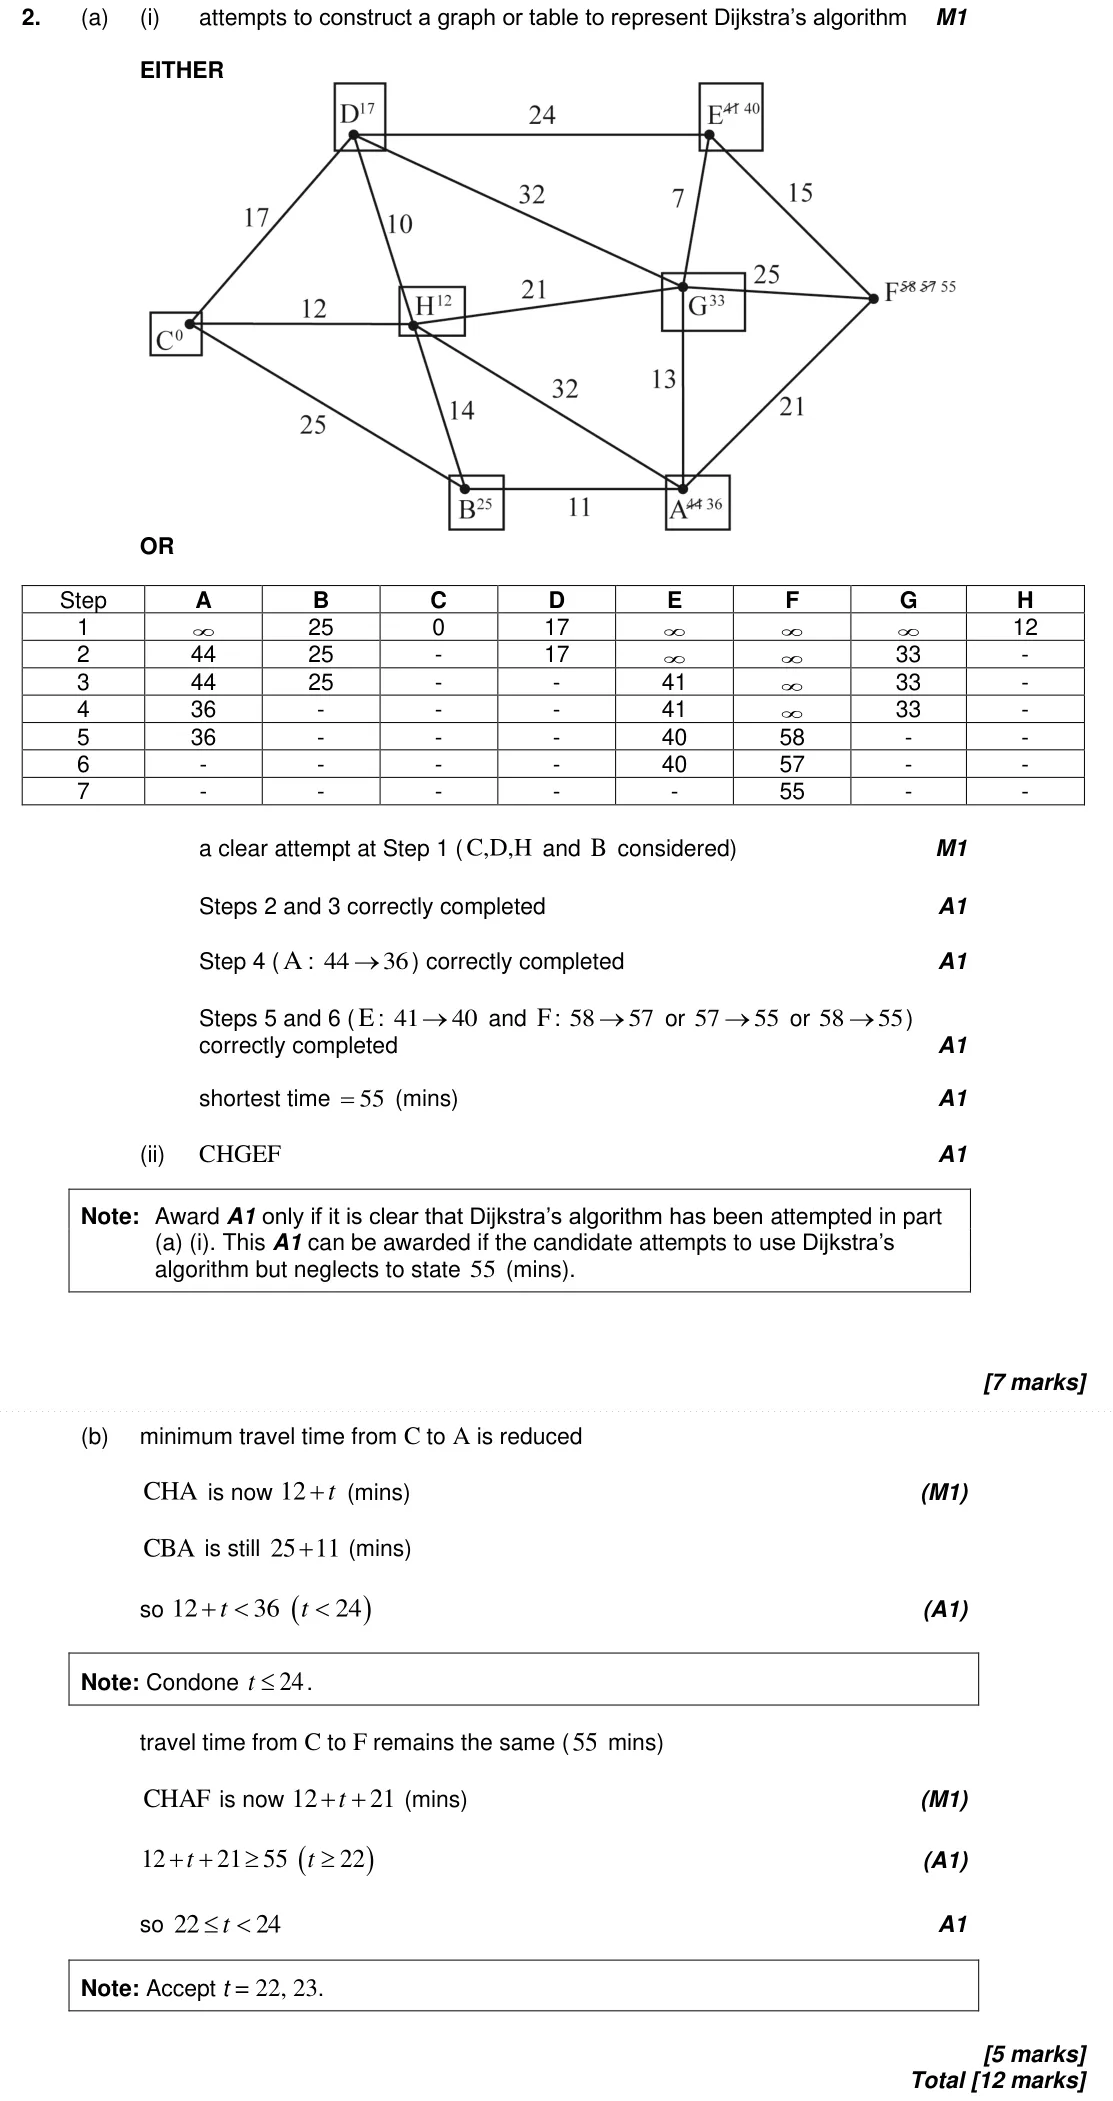 2. (a) (i) attempts to construct a graph or table to represent Dijkstra's algorithm M1
EITHER
D17
24
E41 40
32
7
15
17
10
25
H12
21
G33
F58 57 55
12
C0
13
32
14
21
25
B25
11
A44 36
OR
Step A B C D E F G H
1 ∞ 25 0 17 ∞ ∞ ∞ 12
2 44 25 - 17 ∞ ∞ 33 -
3 44 25 - - 41 ∞ 33 -
4 36 - - - 41 ∞ 33 -
5 36 - - - 40 58 - -
6 - - - - 40 57 - -
7 - - - - - 55 - -
a clear attempt at Step 1 (C,D,H and B considered) M1
Steps 2 and 3 correctly completed A1
Step 4 (A: 44→36) correctly completed A1
Steps 5 and 6 (E: 41→40 and F: 58→57 or 57→55 or 58→55)
correctly completed A1
shortest time =55 (mins) A1
(ii) CHGEF A1
Note: Award A1 only if it is clear that Dijkstra's algorithm has been attempted in part
(a) (i). This A1 can be awarded if the candidate attempts to use Dijkstra's
algorithm but neglects to state 55 (mins).
[7 marks]
(b) minimum travel time from C to A is reduced
CHA is now 12+t (mins) (M1)
CBA is still 25+11 (mins)
so 12+t<36 (t<24) (A1)
Note: Condone t≤24.
travel time from C to F remains the same (55 mins)
CHAF is now 12+t+21 (mins) (M1)
12+t+21≥55 (t≥22) (A1)
so 22≤t<24 A1
Note: Accept t = 22, 23.
[5 marks]
Total [12 marks]